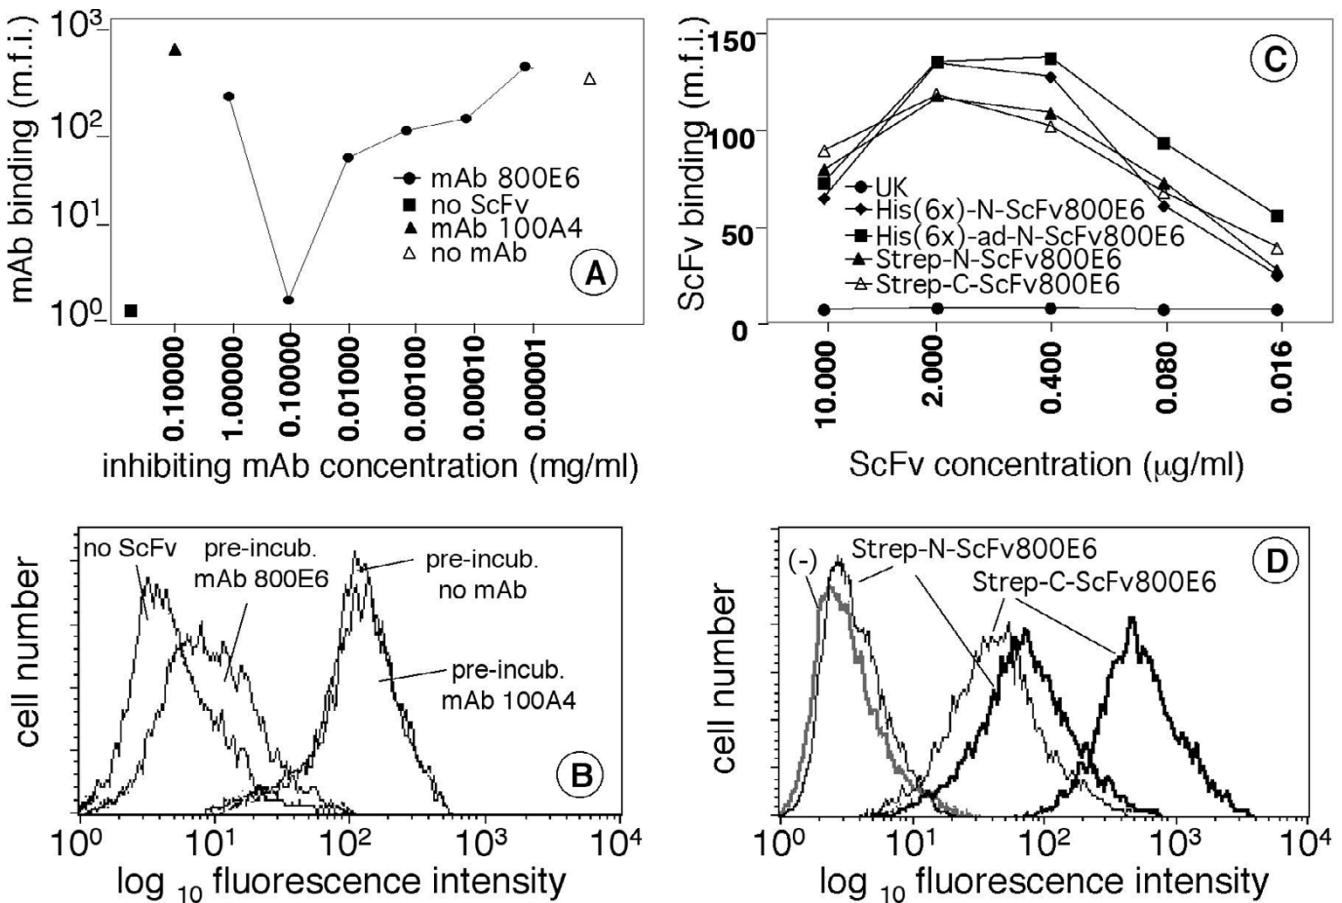 10³
10²
10¹
10⁰
mAb binding (m.f.i.)
mAb 800E6
no ScFv
mAb 100A4
no mAb
A
0.10000
1.00000
0.10000
0.01000
0.00100
0.00010
0.00001
inhibiting mAb concentration (mg/ml)
150
100
50
0
ScFv binding (m.f.i.)
C
UK
His(6x)-N-ScFv800E6
His(6x)-ad-N-ScFv800E6
Strep-N-ScFv800E6
Strep-C-ScFv800E6
10.000
2.000
0.400
0.080
0.016
ScFv concentration (μg/ml)
cell number
no ScFv
pre-incub.
mAb 800E6
pre-incub.
no mAb
pre-incub.
mAb 100A4
B
10⁰ 10¹ 10² 10³ 10⁴
log ₁₀ fluorescence intensity
cell number
(-)
Strep-N-ScFv800E6
Strep-C-ScFv800E6
D
10⁰ 10¹ 10² 10³ 10⁴
log ₁₀ fluorescence intensity